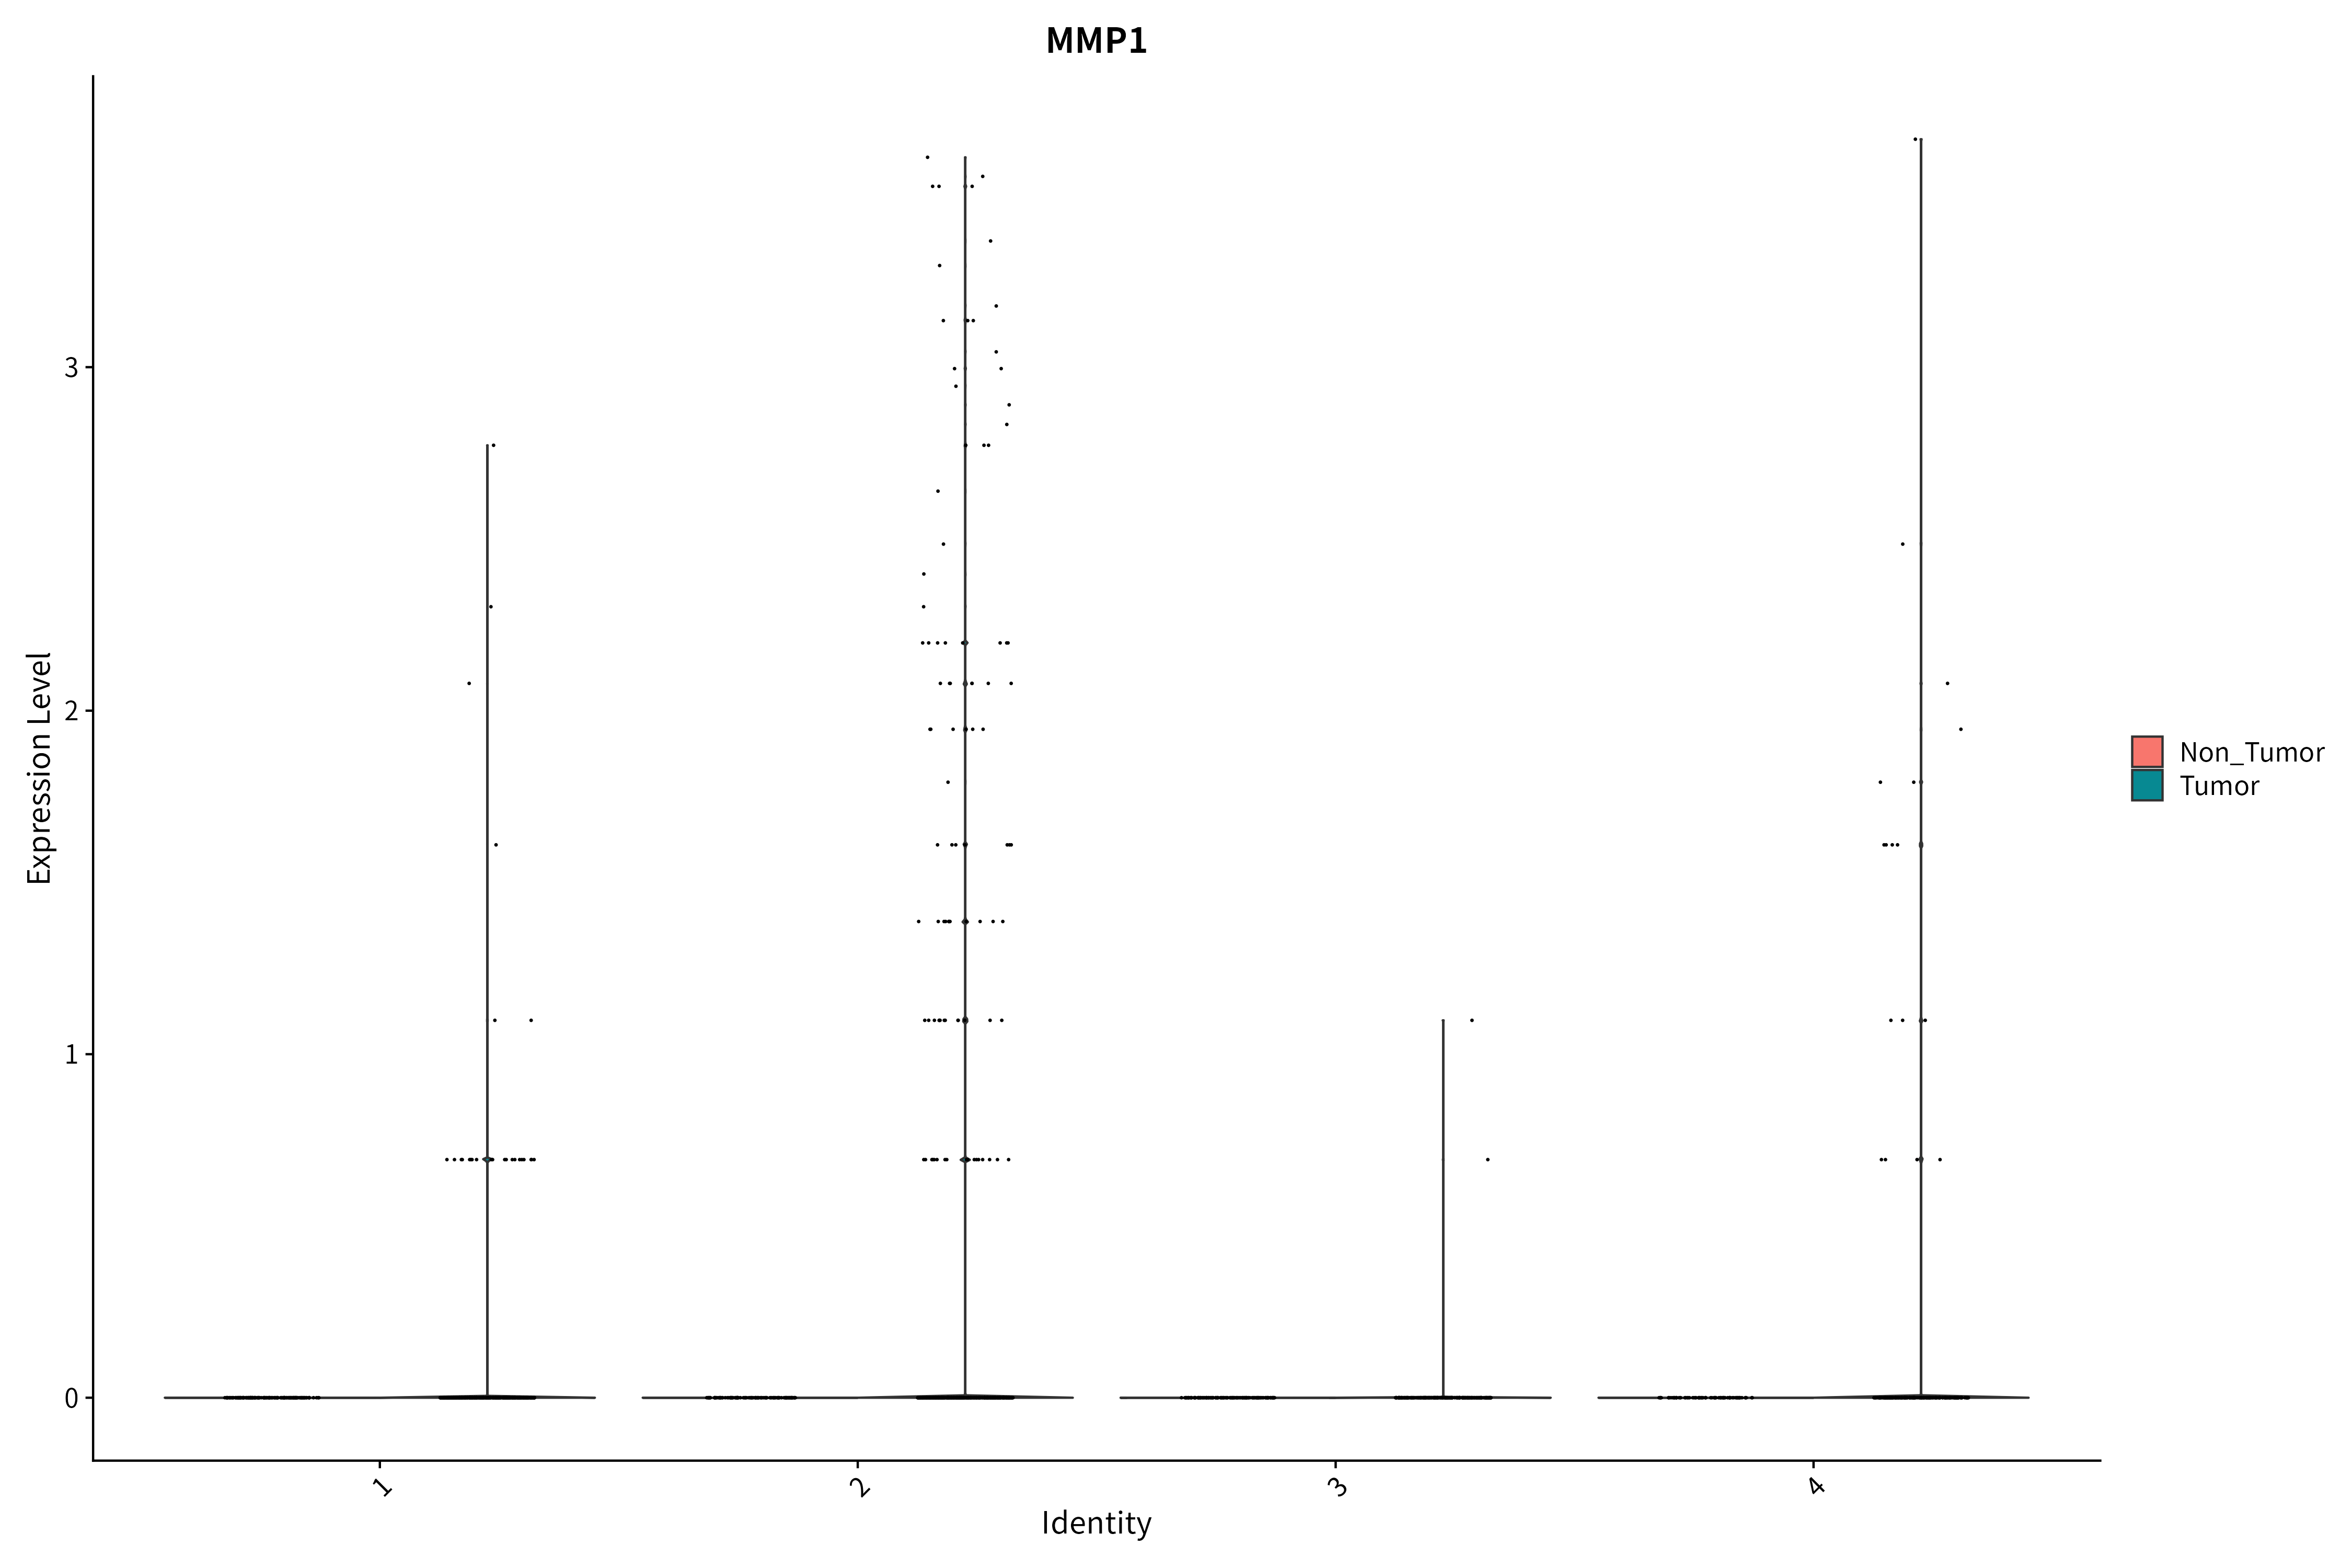 MMP1
Expression Level
3
2
1
0
1
2
3
4
Identity
Non_Tumor
Tumor